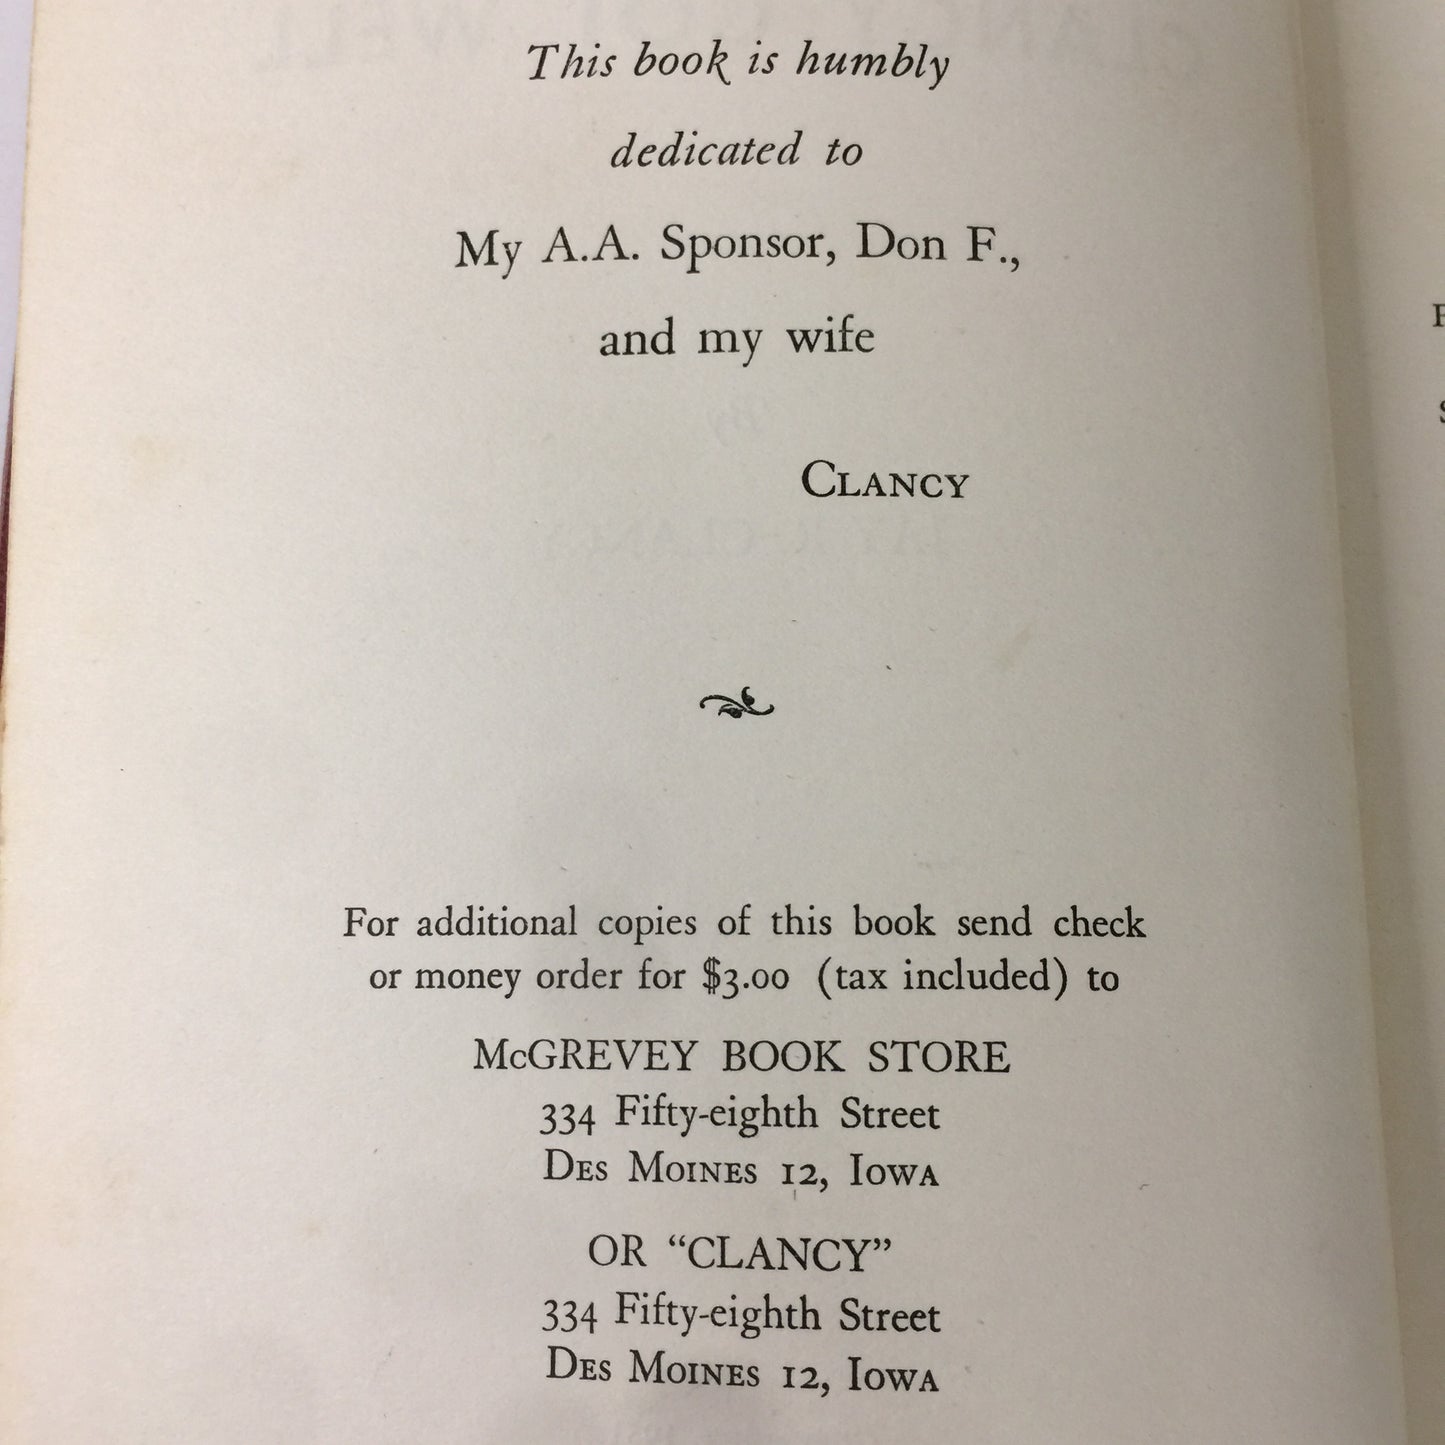 This book is humbly
dedicated to
My A.A. Sponsor, Don F.,
and my wife
CLANCY
For additional copies of this book send check
or money order for $3.00 (tax included) to
McGREVEY BOOK STORE
334 Fifty-eighth Street
DES MOINES 12, IOWA
OR “CLANCY”
334 Fifty-eighth Street
DES MOINES 12, IOWA